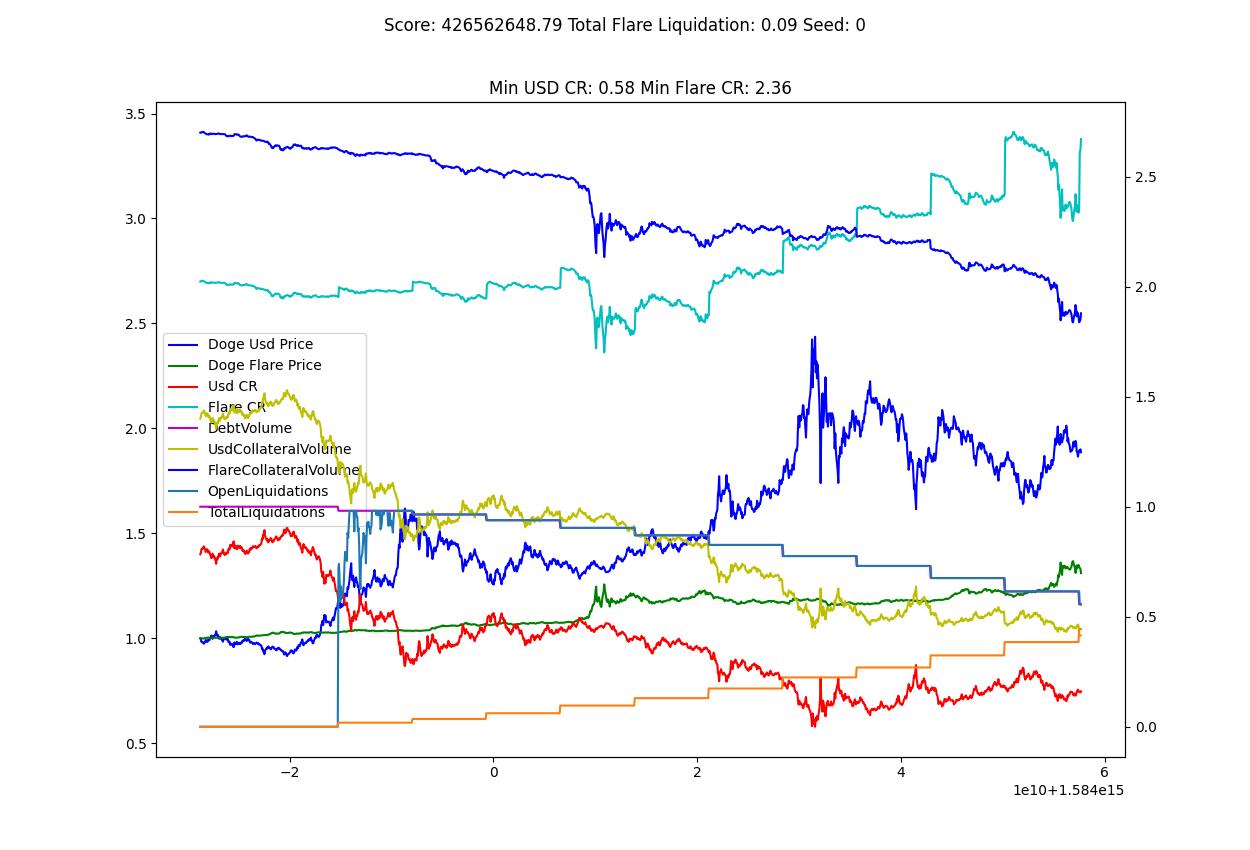 Score: 426562648.79 Total Flare Liquidation: 0.09 Seed: 0
Min USD CR: 0.58 Min Flare CR: 2.36
3.5
3.0
2.5
2.0
1.5
1.0
0.5
2.5
2.0
1.5
1.0
0.5
0.0
Doge Usd Price
Doge Flare Price
Usd CR
Flare CR
DebtVolume
UsdCollateralVolume
FlareCollateralVolume
OpenLiquidations
TotalLiquidations
−2 0 2 4 6
1e10+1.584e15